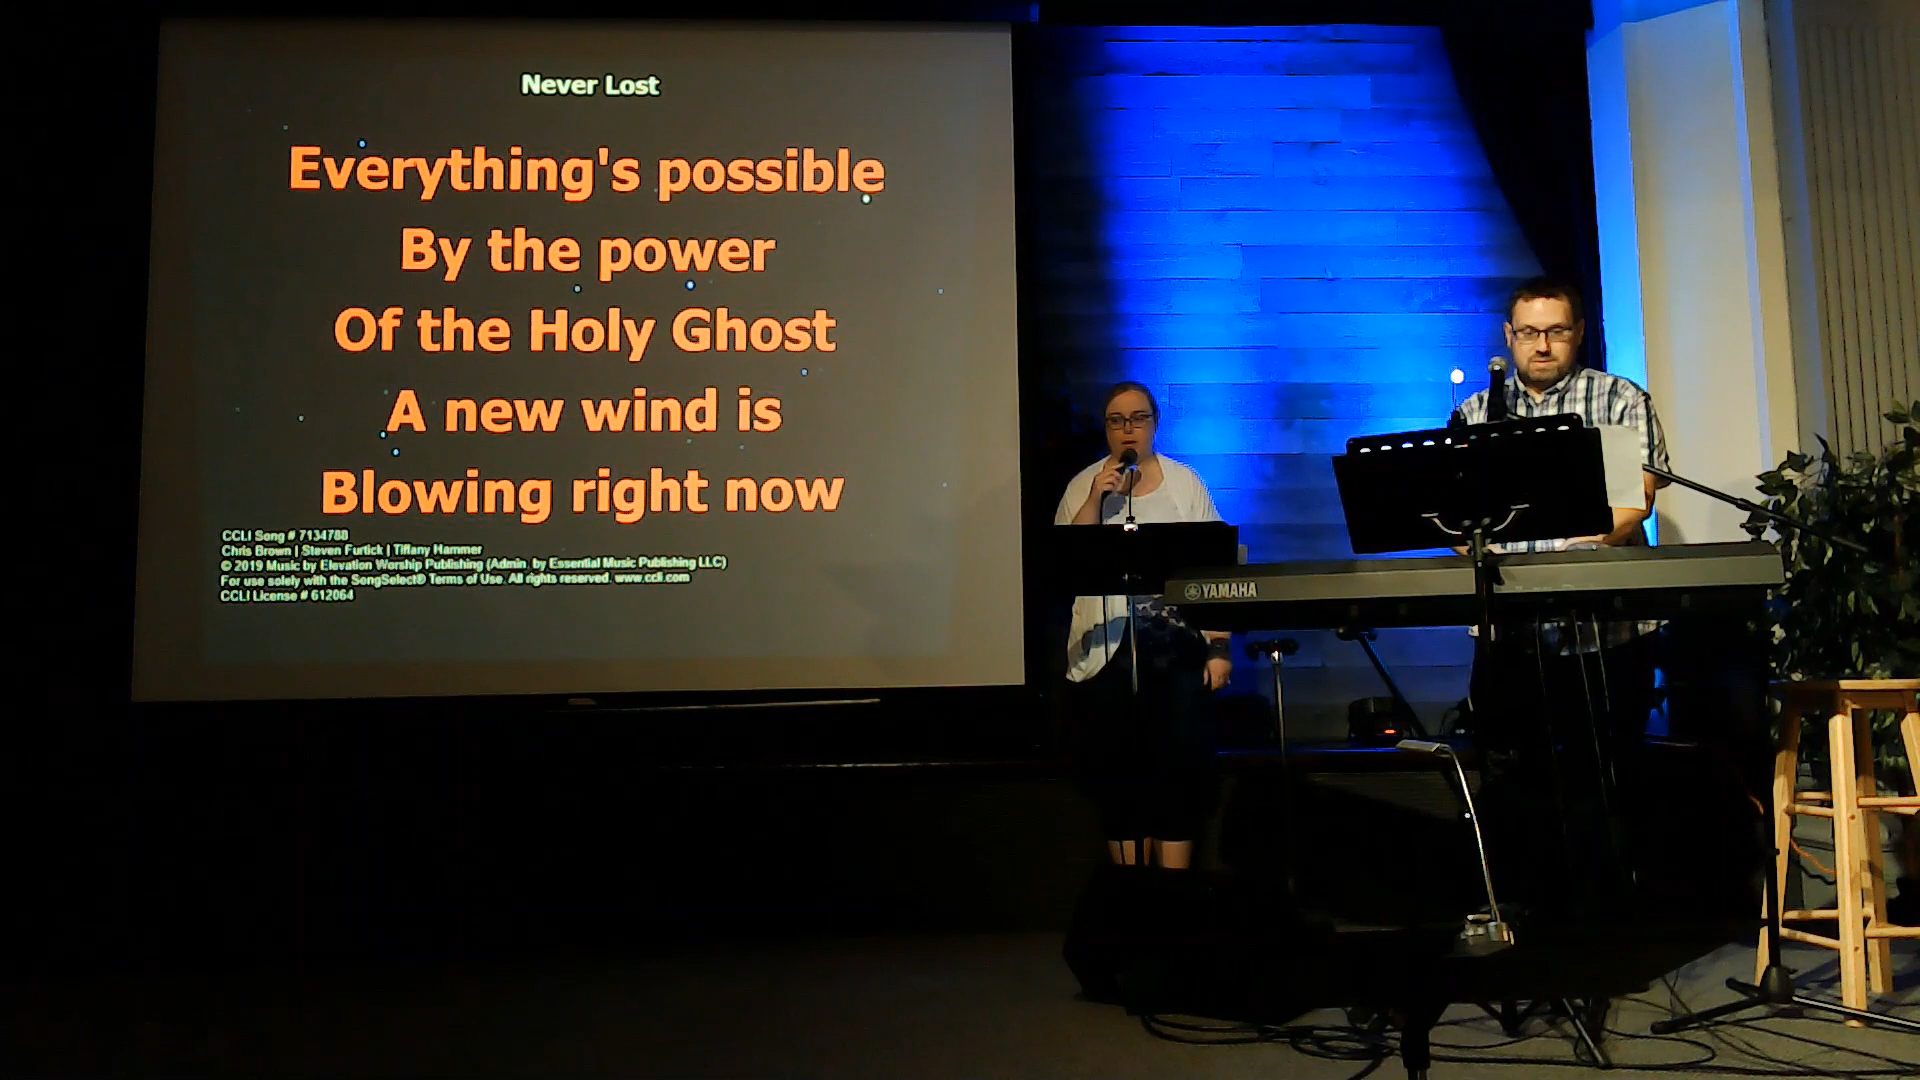 Never Lost
Everything's possible
By the power
Of the Holy Ghost
A new wind is
Blowing right now
CCLI Song # 7134788
Chris Brown | Steven Furtick | Tiffany Hammer
© 2019 Music by Elevation Worship Publishing (Admin. by Essential Music Publishing LLC)
For use solely with the SongSelect® Terms of Use. All rights reserved. www.ccli.com
CCLI License # 612064
YAMAHA